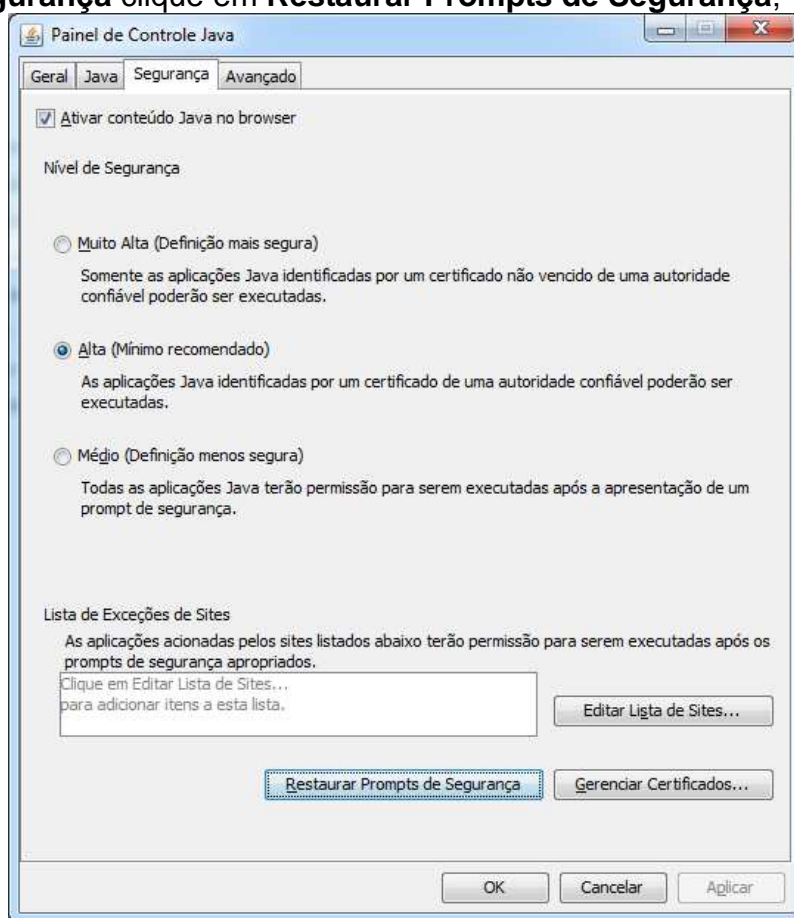 gurança clique em Restaurar Prompts de Segurança,
Painel de Controle Java
Geral Java Segurança Avançado
Ativar conteúdo Java no browser
Nível de Segurança
Muito Alta (Definição mais segura)
Somente as aplicações Java identificadas por um certificado não vencido de uma autoridade
confiável poderão ser executadas.
Alta (Mínimo recomendado)
As aplicações Java identificadas por um certificado de uma autoridade confiável poderão ser
executadas.
Médio (Definição menos segura)
Todas as aplicações Java terão permissão para serem executadas após a apresentação de um
prompt de segurança.
Lista de Exceções de Sites
As aplicações acionadas pelos sites listados abaixo terão permissão para serem executadas após os
prompts de segurança apropriados.
Clique em Editar Lista de Sites...
para adicionar itens a esta lista.
Editar Lista de Sites...
Restaurar Prompts de Segurança Gerenciar Certificados...
OK Cancelar Aplicar